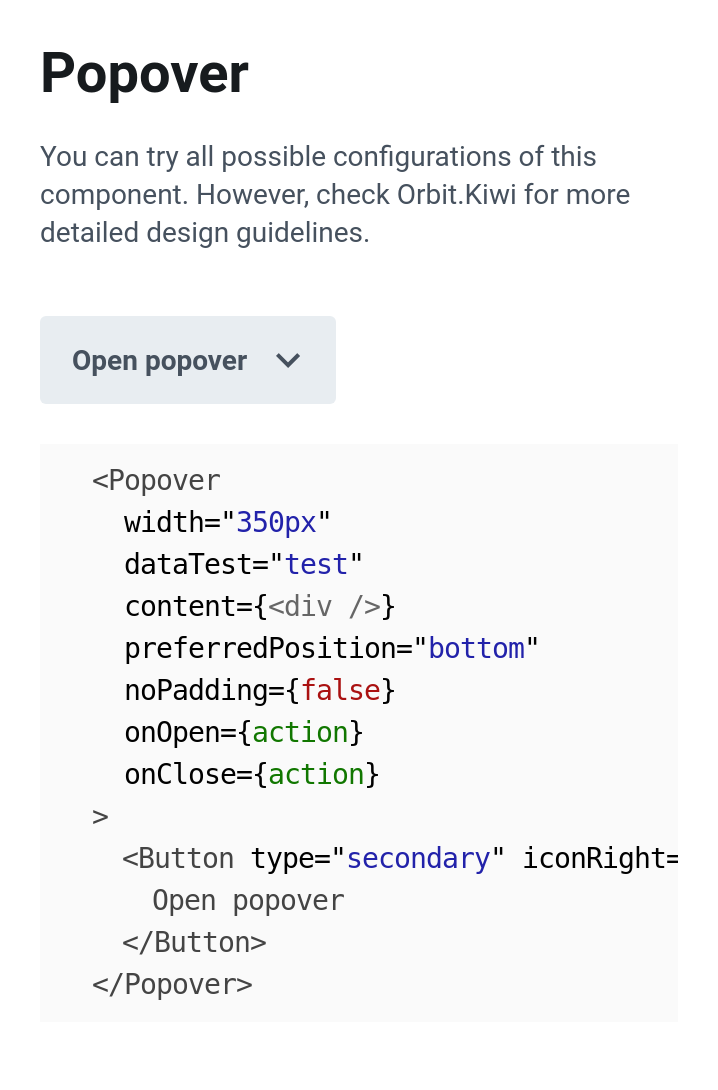 Popover
You can try all possible configurations of this
component. However, check Orbit.Kiwi for more
detailed design guidelines.
Open popover
<Popover
  width="350px"
  dataTest="test"
  content={<div />}
  preferredPosition="bottom"
  noPadding={false}
  onOpen={action}
  onClose={action}
>
  <Button type="secondary" iconRight=
    Open popover
  </Button>
</Popover>